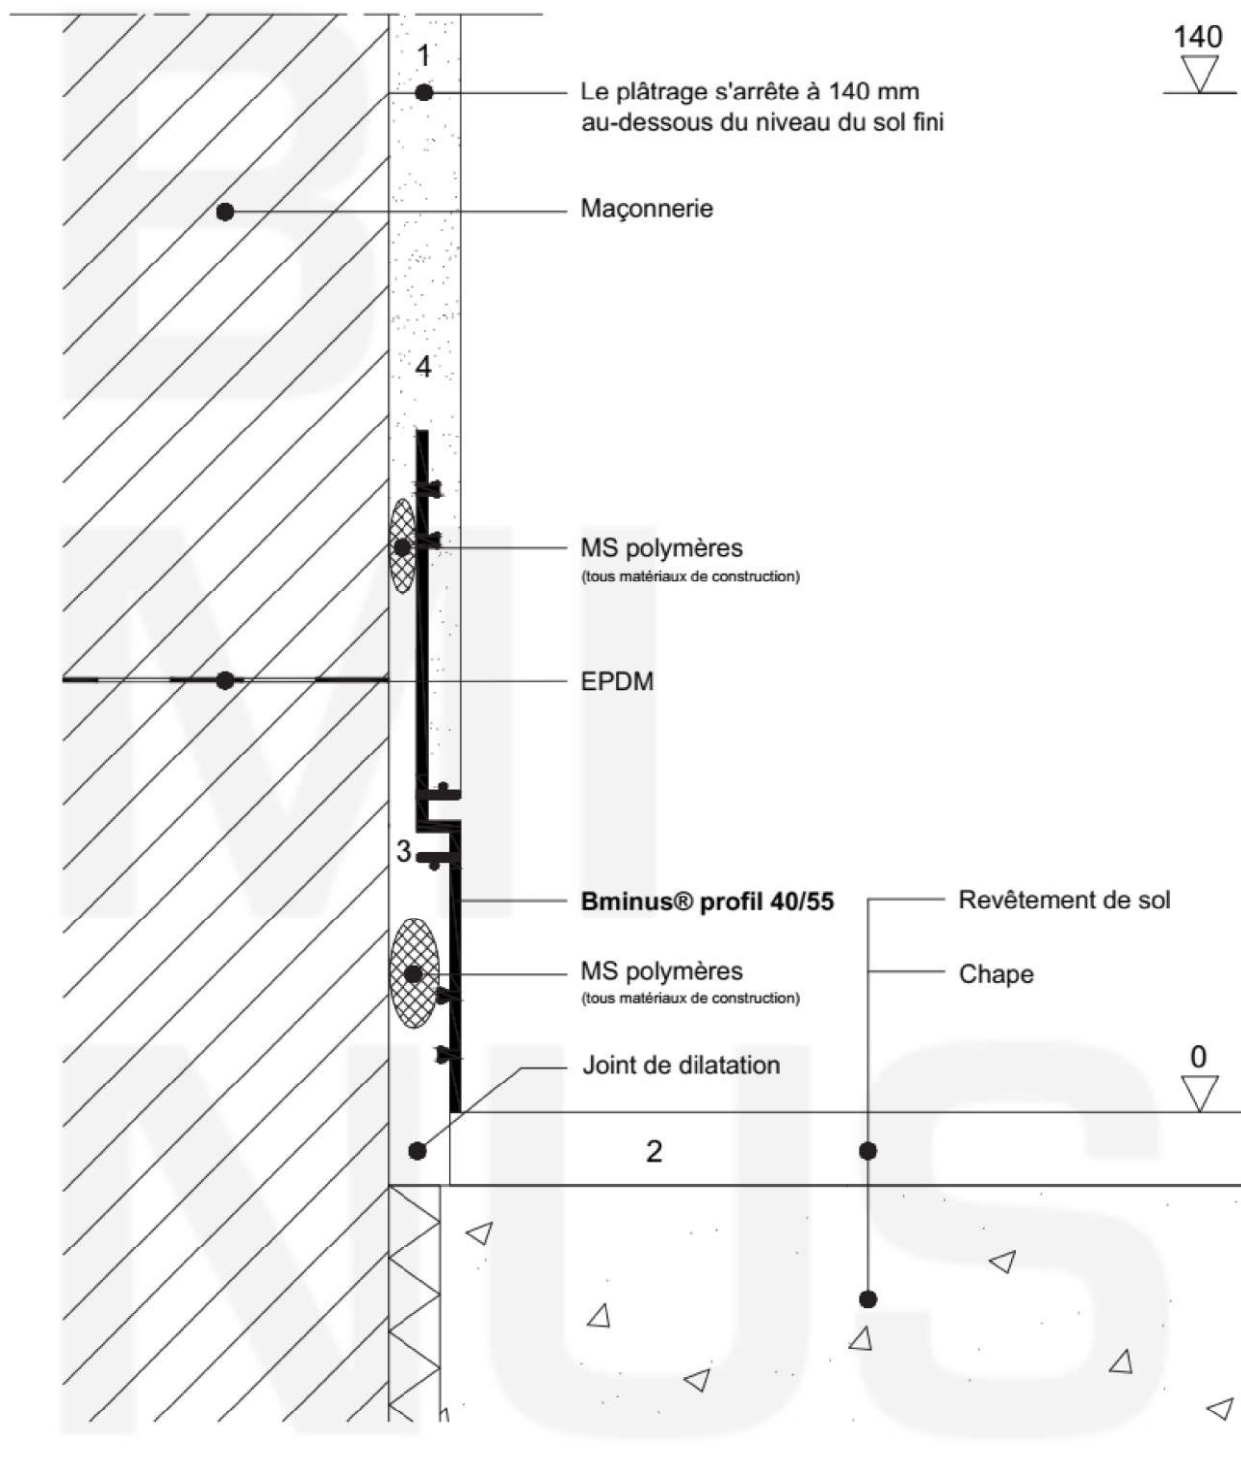 140
1
Le plâtrage s'arrête à 140 mm
au-dessous du niveau du sol fini
Maçonnerie
4
MS polymères
(tous matériaux de construction)
EPDM
3
Bminus® profil 40/55
Revêtement de sol
MS polymères
(tous matériaux de construction)
Chape
Joint de dilatation
0
2
B
MI
NUS